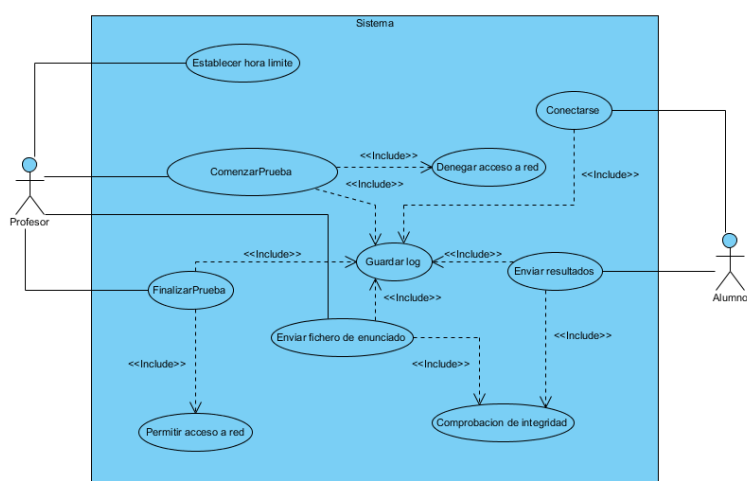 Sistema
Establecer hora limite
Conectarse
<<Include>>
<<Include>>
ComenzarPrueba
Denegar acceso a red
<<Include>>
Profesor
<<Include>>
Guardar log
<<Include>>
Enviar resultados
FinalizarPrueba
<<Include>>
Alumno
Enviar fichero de enunciado
<<Include>>
<<Include>>
<<Include>>
Permitir acceso a red
Comprobacion de integridad